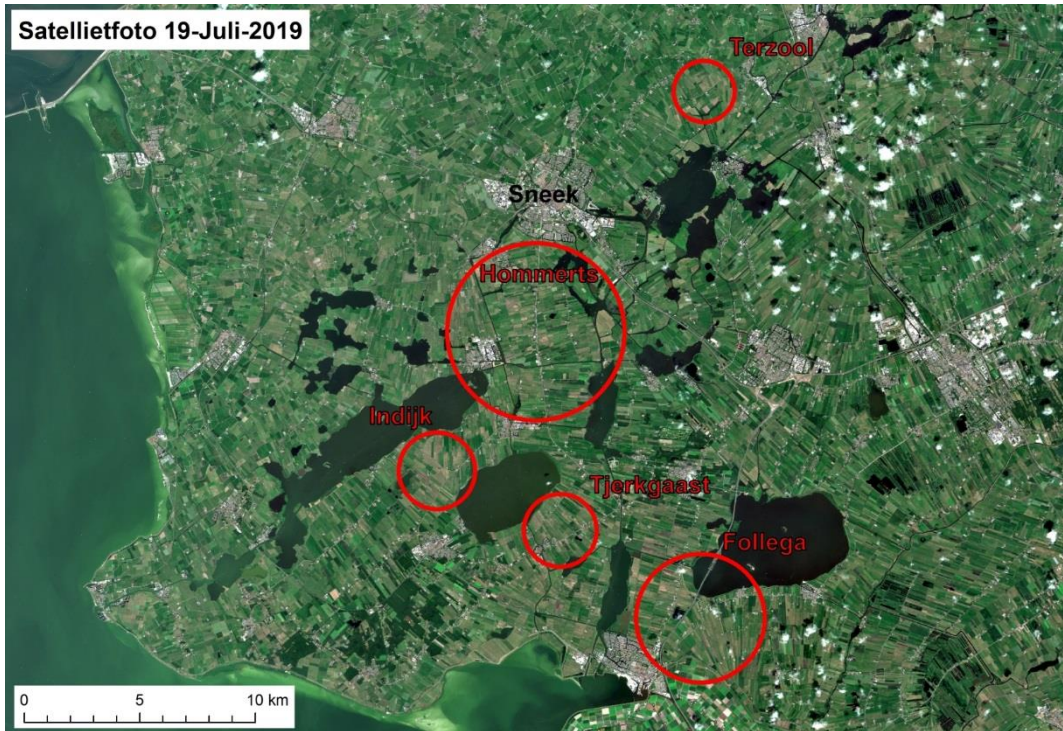 Satellietfoto 19-Juli-2019
Terzool
Sneek
Hommerts
Indijk
Tjerkgaast
Follega
0 5 10 km